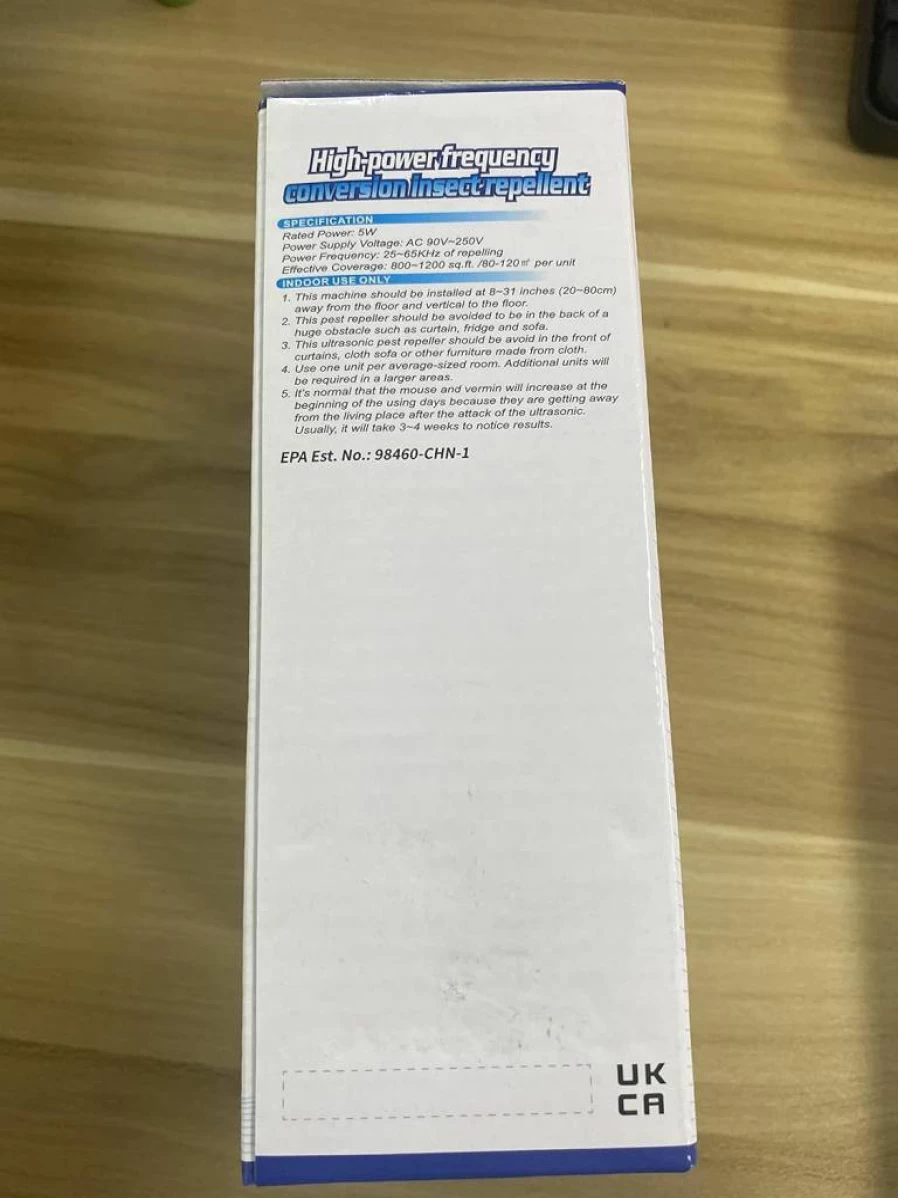 High-power frequency
conversion insect repellent
SPECIFICATION
Rated Power: 5W
Power Supply Voltage: AC 90V~250V
Power Frequency: 25~65KHz of repelling
Effective Coverage: 800~1200 sq.ft. /80-120㎡ per unit
INDOOR USE ONLY
1. This machine should be installed at 8~31 inches (20~80cm)
away from the floor and vertical to the floor.
2. This pest repeller should be avoided to be in the back of a
huge obstacle such as curtain, fridge and sofa.
3. This ultrasonic pest repeller should be avoid in the front of
curtains, cloth sofa or other furniture made from cloth.
4. Use one unit per average-sized room. Additional units will
be required in a larger areas.
5. It's normal that the mouse and vermin will increase at the
beginning of the using days because they are getting away
from the living place after the attack of the ultrasonic.
Usually, it will take 3~4 weeks to notice results.
EPA Est. No.: 98460-CHN-1
UK
CA